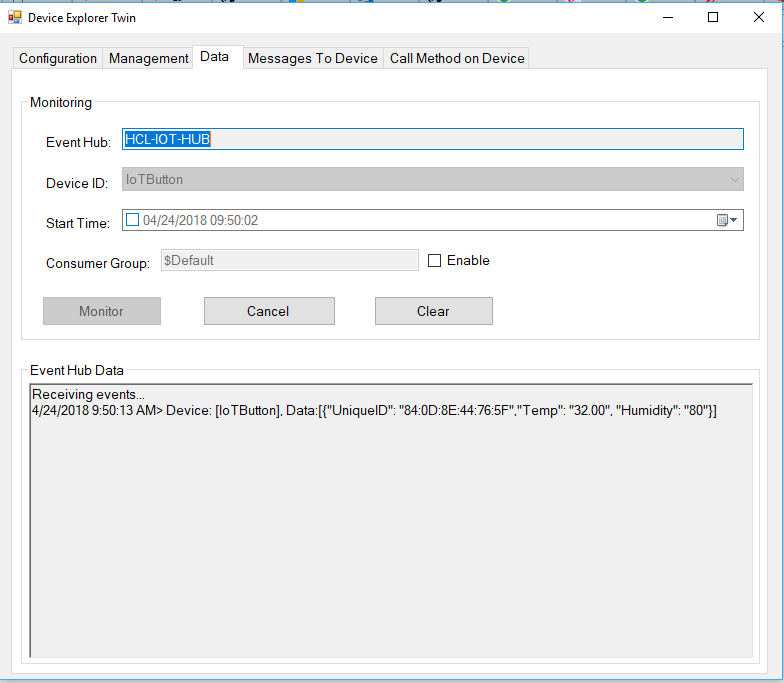 Device Explorer Twin
Configuration Management Data Messages To Device Call Method on Device
Monitoring
Event Hub: HCL-IOT-HUB
Device ID: IoTButton
Start Time: 04/24/2018 09:50:02
Consumer Group: $Default Enable
Monitor Cancel Clear
Event Hub Data
Receiving events...
4/24/2018 9:50:13 AM> Device: [IoTButton], Data:[{"UniqueID": "84:0D:8E:44:76:5F","Temp": "32.00", "Humidity": "80"}]